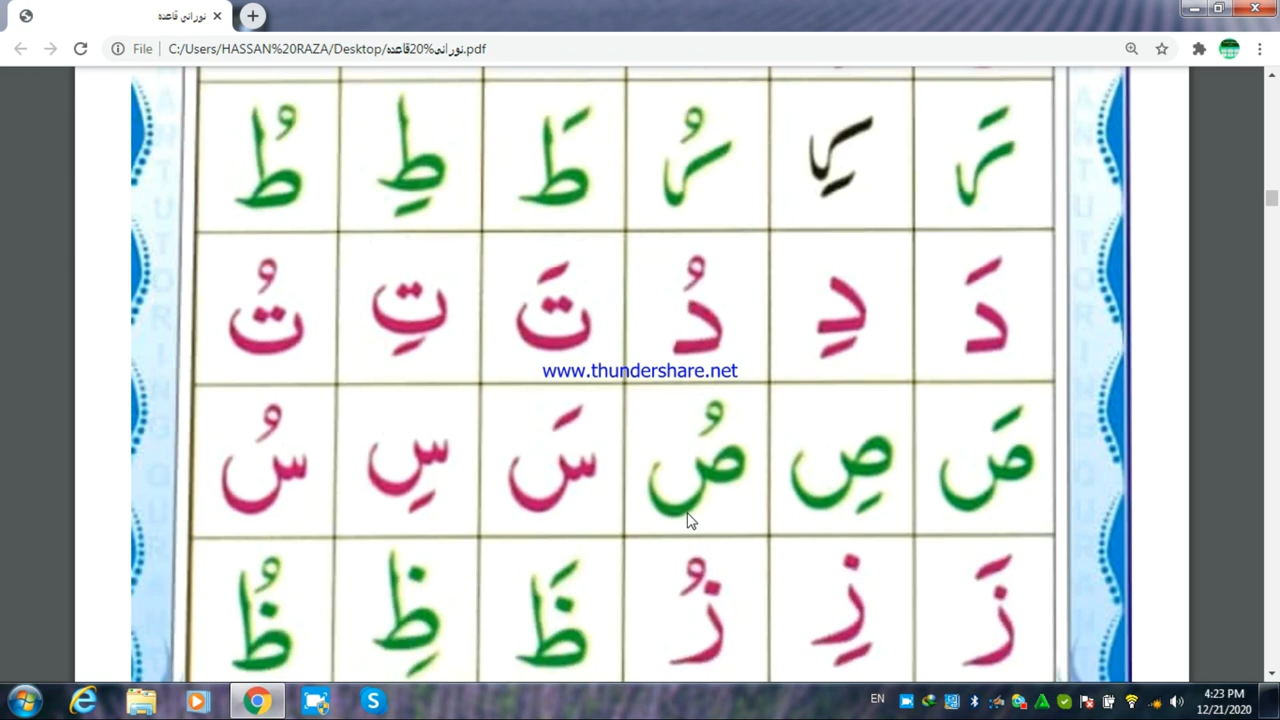 نورانی قاعدہ
File C:/Users/HASSAN%20RAZA/Desktop/نورانی%20قاعدہ.pdf
رَ رِ رُ طَ طِ طُ
دَ دِ دُ تَ تِ تُ
www.thundershare.net
صَ صِ صُ سَ سِ سُ
زَ زِ زُ ظَ ظِ ظُ
EN
4:23 PM
12/21/2020